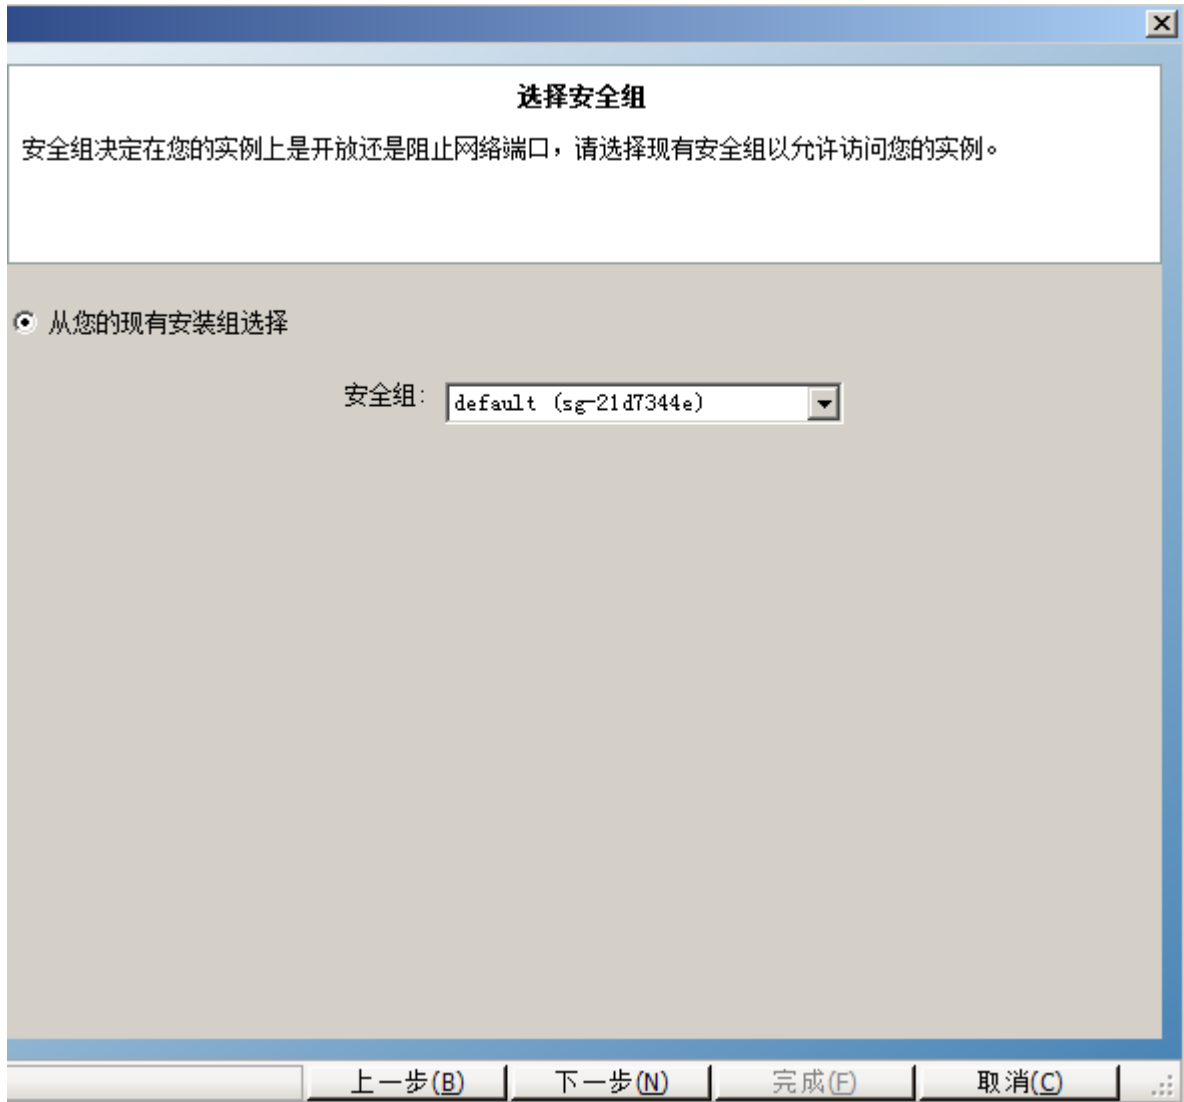 选择安全组
安全组决定在您的实例上是开放还是阻止网络端口，请选择现有安全组以允许访问您的实例。
从您的现有安装组选择
安全组: default (sg-21d7344e)
上一步(B) 下一步(N) 完成(F) 取消(C)